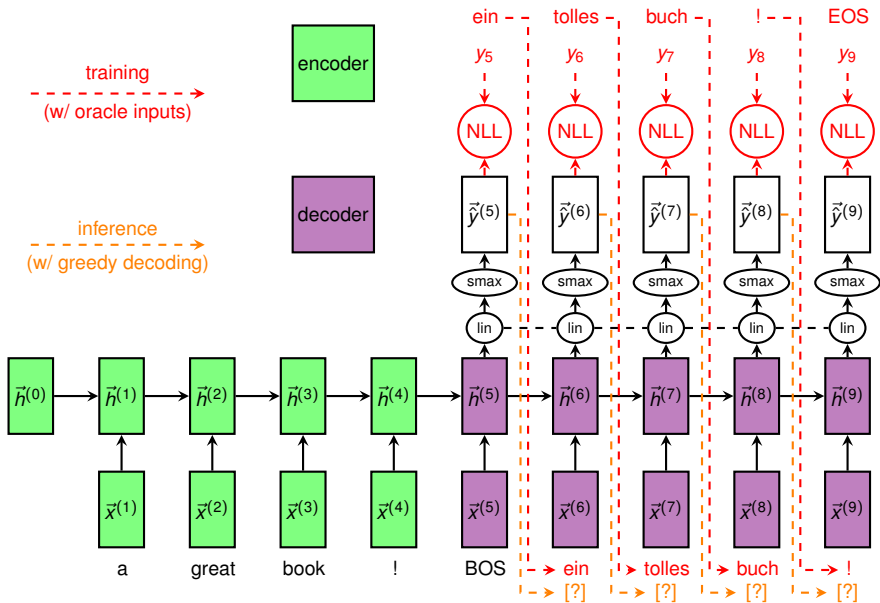 ein tolles buch ! EOS
y₅ y₆ y₇ y₈ y₉
training
(w/ oracle inputs)
encoder
NLL NLL NLL NLL NLL
decoder
inference
(w/ greedy decoding)
ŷ⃗⁽⁵⁾ ŷ⃗⁽⁶⁾ ŷ⃗⁽⁷⁾ ŷ⃗⁽⁸⁾ ŷ⃗⁽⁹⁾
smax smax smax smax smax
lin lin lin lin lin
h⃗⁽⁰⁾ h⃗⁽¹⁾ h⃗⁽²⁾ h⃗⁽³⁾ h⃗⁽⁴⁾ h⃗⁽⁵⁾ h⃗⁽⁶⁾ h⃗⁽⁷⁾ h⃗⁽⁸⁾ h⃗⁽⁹⁾
x⃗⁽¹⁾ x⃗⁽²⁾ x⃗⁽³⁾ x⃗⁽⁴⁾ x⃗⁽⁵⁾ x⃗⁽⁶⁾ x⃗⁽⁷⁾ x⃗⁽⁸⁾ x⃗⁽⁹⁾
a great book ! BOS ein tolles buch !
[?] [?] [?] [?]